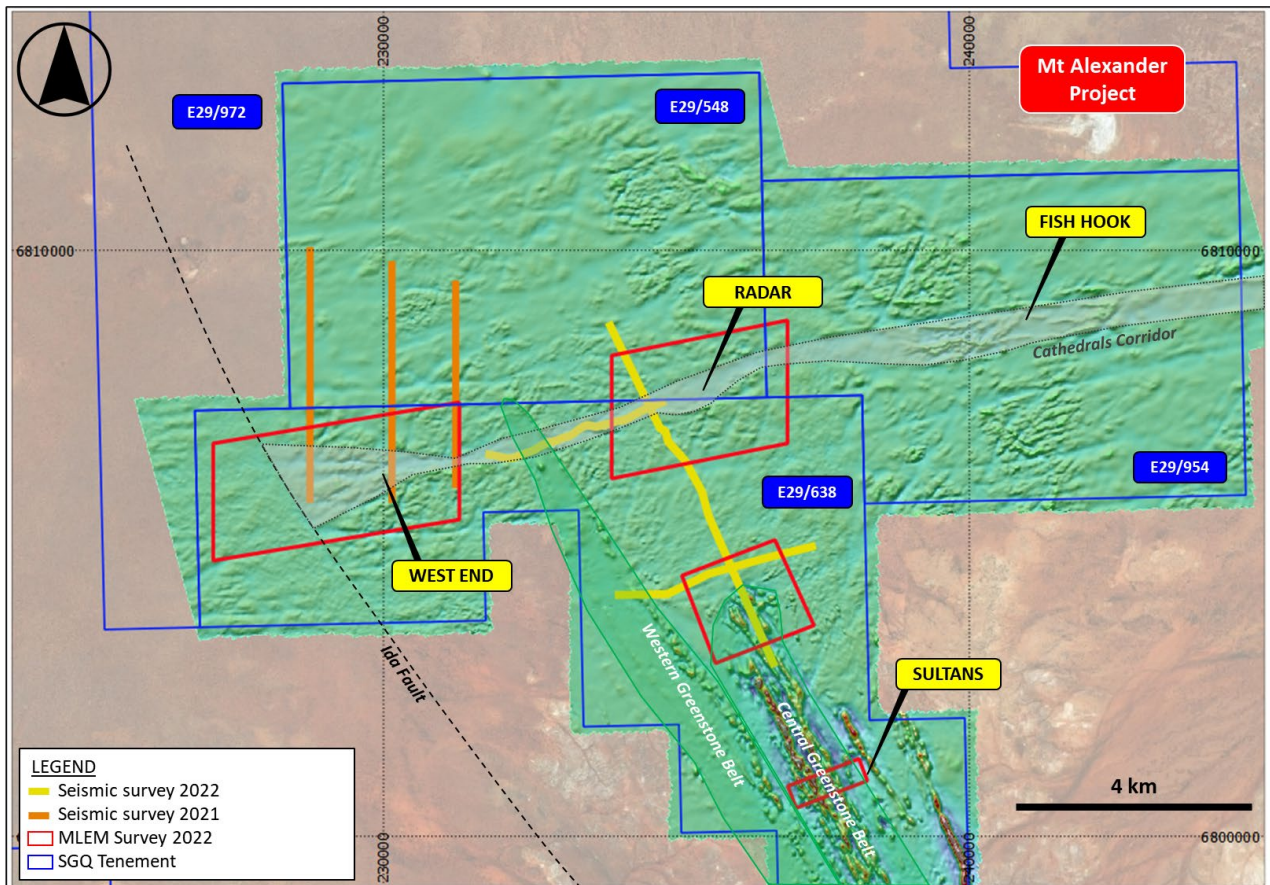 230000
240000
Mt Alexander
Project
E29/972
E29/548
FISH HOOK
6810000
6810000
RADAR
Cathedrals Corridor
E29/954
E29/638
WEST END
Western Greenstone Belt
Ida Fault
SULTANS
Central Greenstone Belt
LEGEND
Seismic survey 2022
Seismic survey 2021
MLEM Survey 2022
SGQ Tenement
4 km
6800000
230000
240000